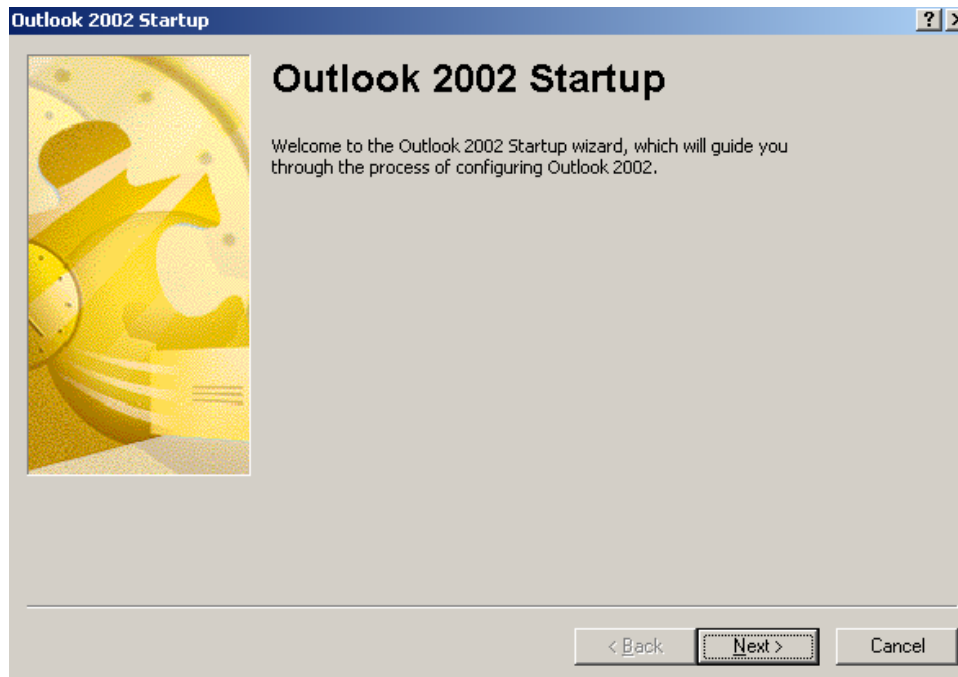 Outlook 2002 Startup
Outlook 2002 Startup
Welcome to the Outlook 2002 Startup wizard, which will guide you
through the process of configuring Outlook 2002.
< Back Next > Cancel